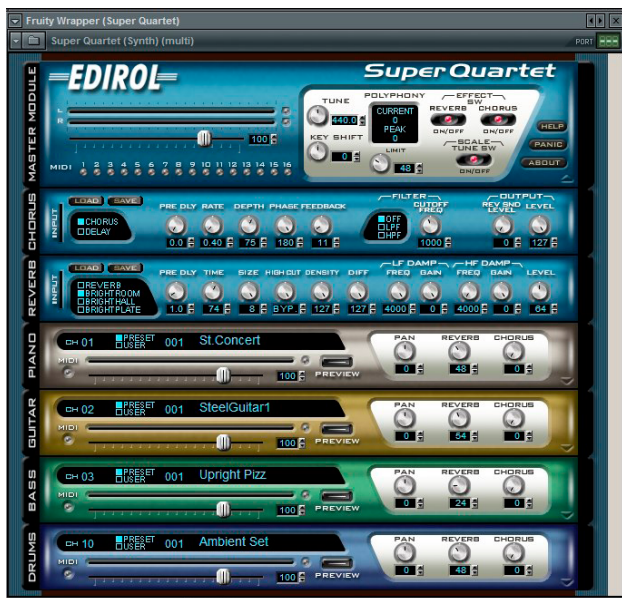 Fruity Wrapper (Super Quartet)
Super Quartet (Synth) (multi)
PORT
MASTER MODULE
EDIROL
Super Quartet
L
R
100
MIDI 1 2 3 4 5 6 7 8 9 10 11 12 13 14 15 16
TUNE
440.0
KEY SHIFT
0
POLYPHONY
CURRENT
0
PEAK
0
LIMIT
48
EFFECT SW
REVERB CHORUS
ON/OFF ON/OFF
SCALE TUNE SW
ON/OFF
HELP
PANIC
ABOUT
CHORUS
INPUT
LOAD SAVE
CHORUS
DELAY
PRE DLY RATE DEPTH PHASE FEEDBACK
0.0 0.40 75 180 11
FILTER
OFF
LPF
HPF
CUTOFF FREQ
1000
OUTPUT
REV SND LEVEL LEVEL
0 127
REVERB
INPUT
LOAD SAVE
REVERB
BRIGHT ROOM
BRIGHT HALL
BRIGHT PLATE
PRE DLY TIME SIZE HIGH CUT DENSITY DIFF
1.0 74 8 BYP. 127 127
LF DAMP
FREQ GAIN
4000 0
HF DAMP
FREQ GAIN
4000 0
LEVEL
64
PIANO
CH 01 PRESET USER 001 St.Concert
MIDI
100 PREVIEW
PAN REVERB CHORUS
0 48 0
GUITAR
CH 02 PRESET USER 001 SteelGuitar1
MIDI
100 PREVIEW
PAN REVERB CHORUS
0 54 0
BASS
CH 03 PRESET USER 001 Upright Pizz
MIDI
100 PREVIEW
PAN REVERB CHORUS
0 24 0
DRUMS
CH 10 PRESET USER 001 Ambient Set
MIDI
100 PREVIEW
PAN REVERB CHORUS
0 48 0